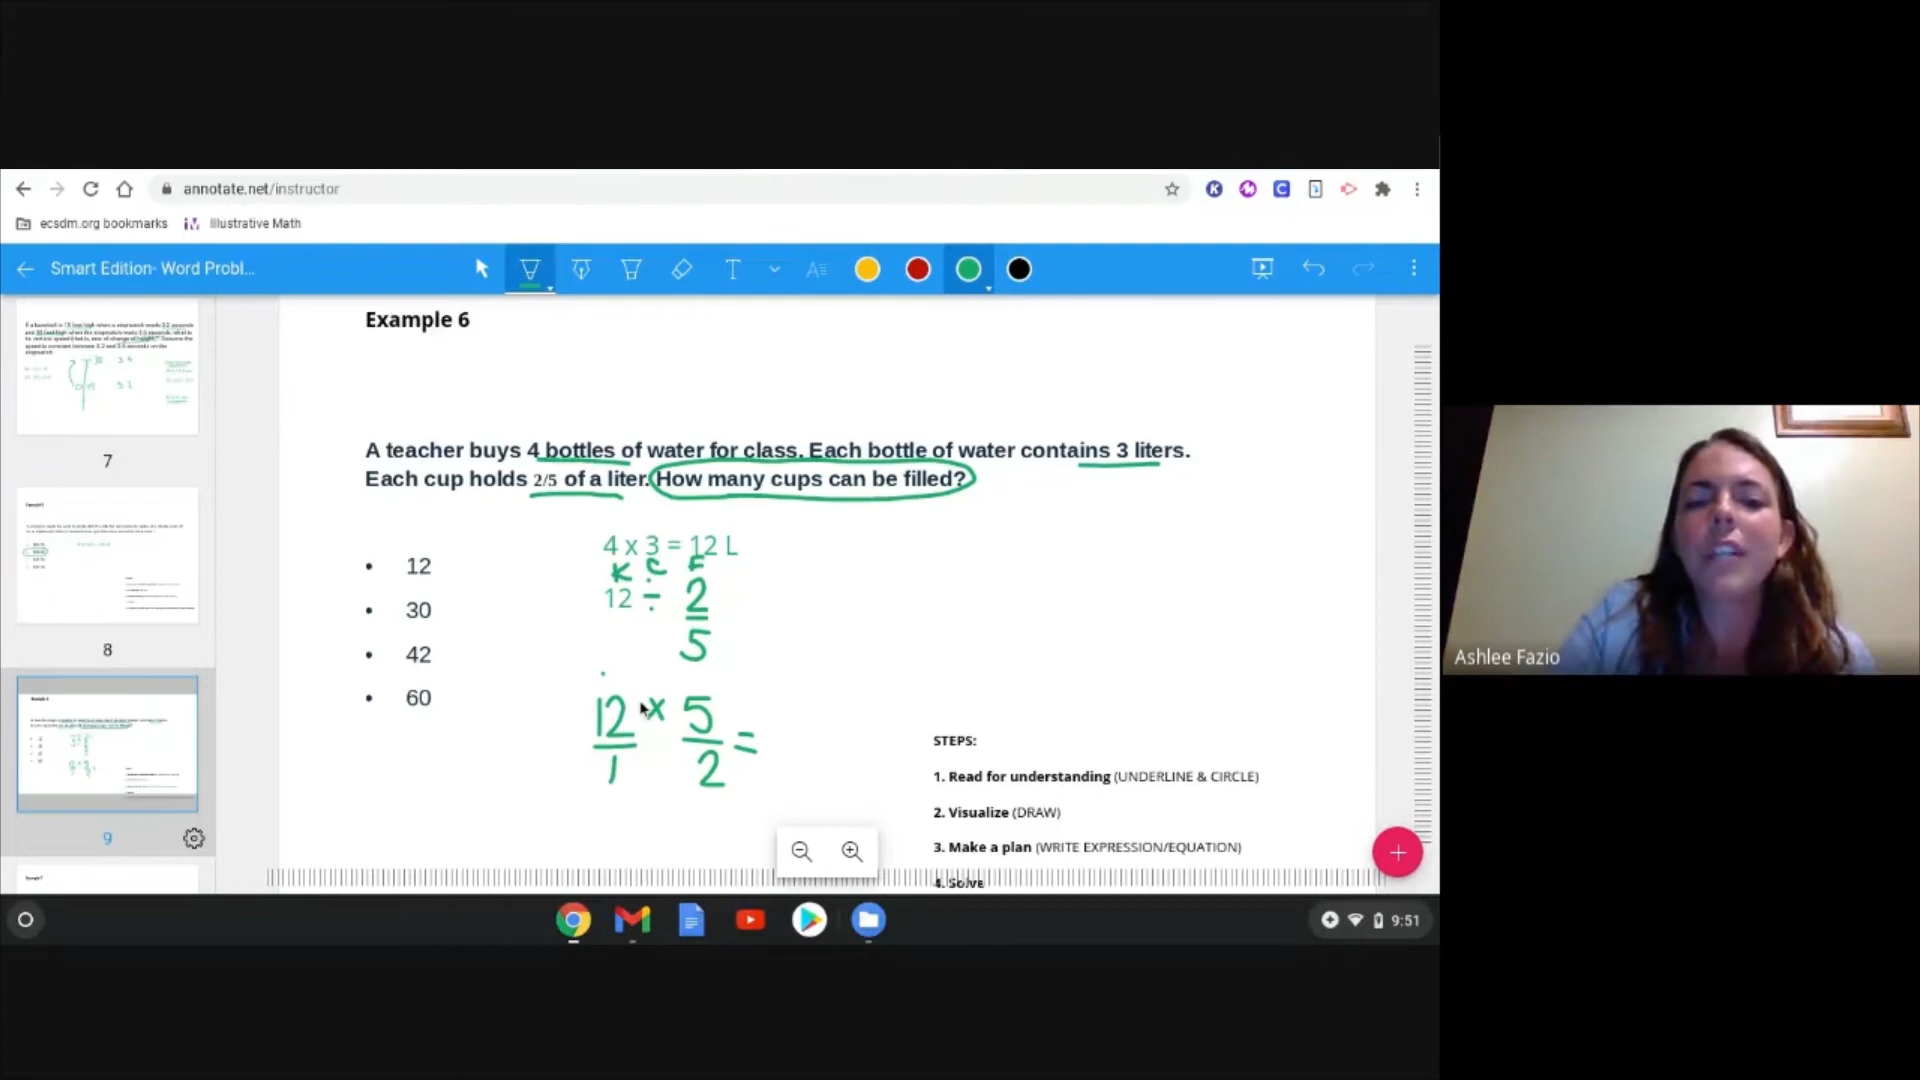 annotate.net/instructor
ecsdm.org bookmarks
Illustrative Math
Smart Edition- Word Probl...
Example 6
A teacher buys 4 bottles of water for class. Each bottle of water contains 3 liters.
Each cup holds 2/5 of a liter. How many cups can be filled?
12
30
42
60
4 x 3 = 12 L
K C F
12 ÷ 2/5
12/1 x 5/2 =
STEPS:
1. Read for understanding (UNDERLINE & CIRCLE)
2. Visualize (DRAW)
3. Make a plan (WRITE EXPRESSION/EQUATION)
4. Solve
7
8
9
9:51
Ashlee Fazio